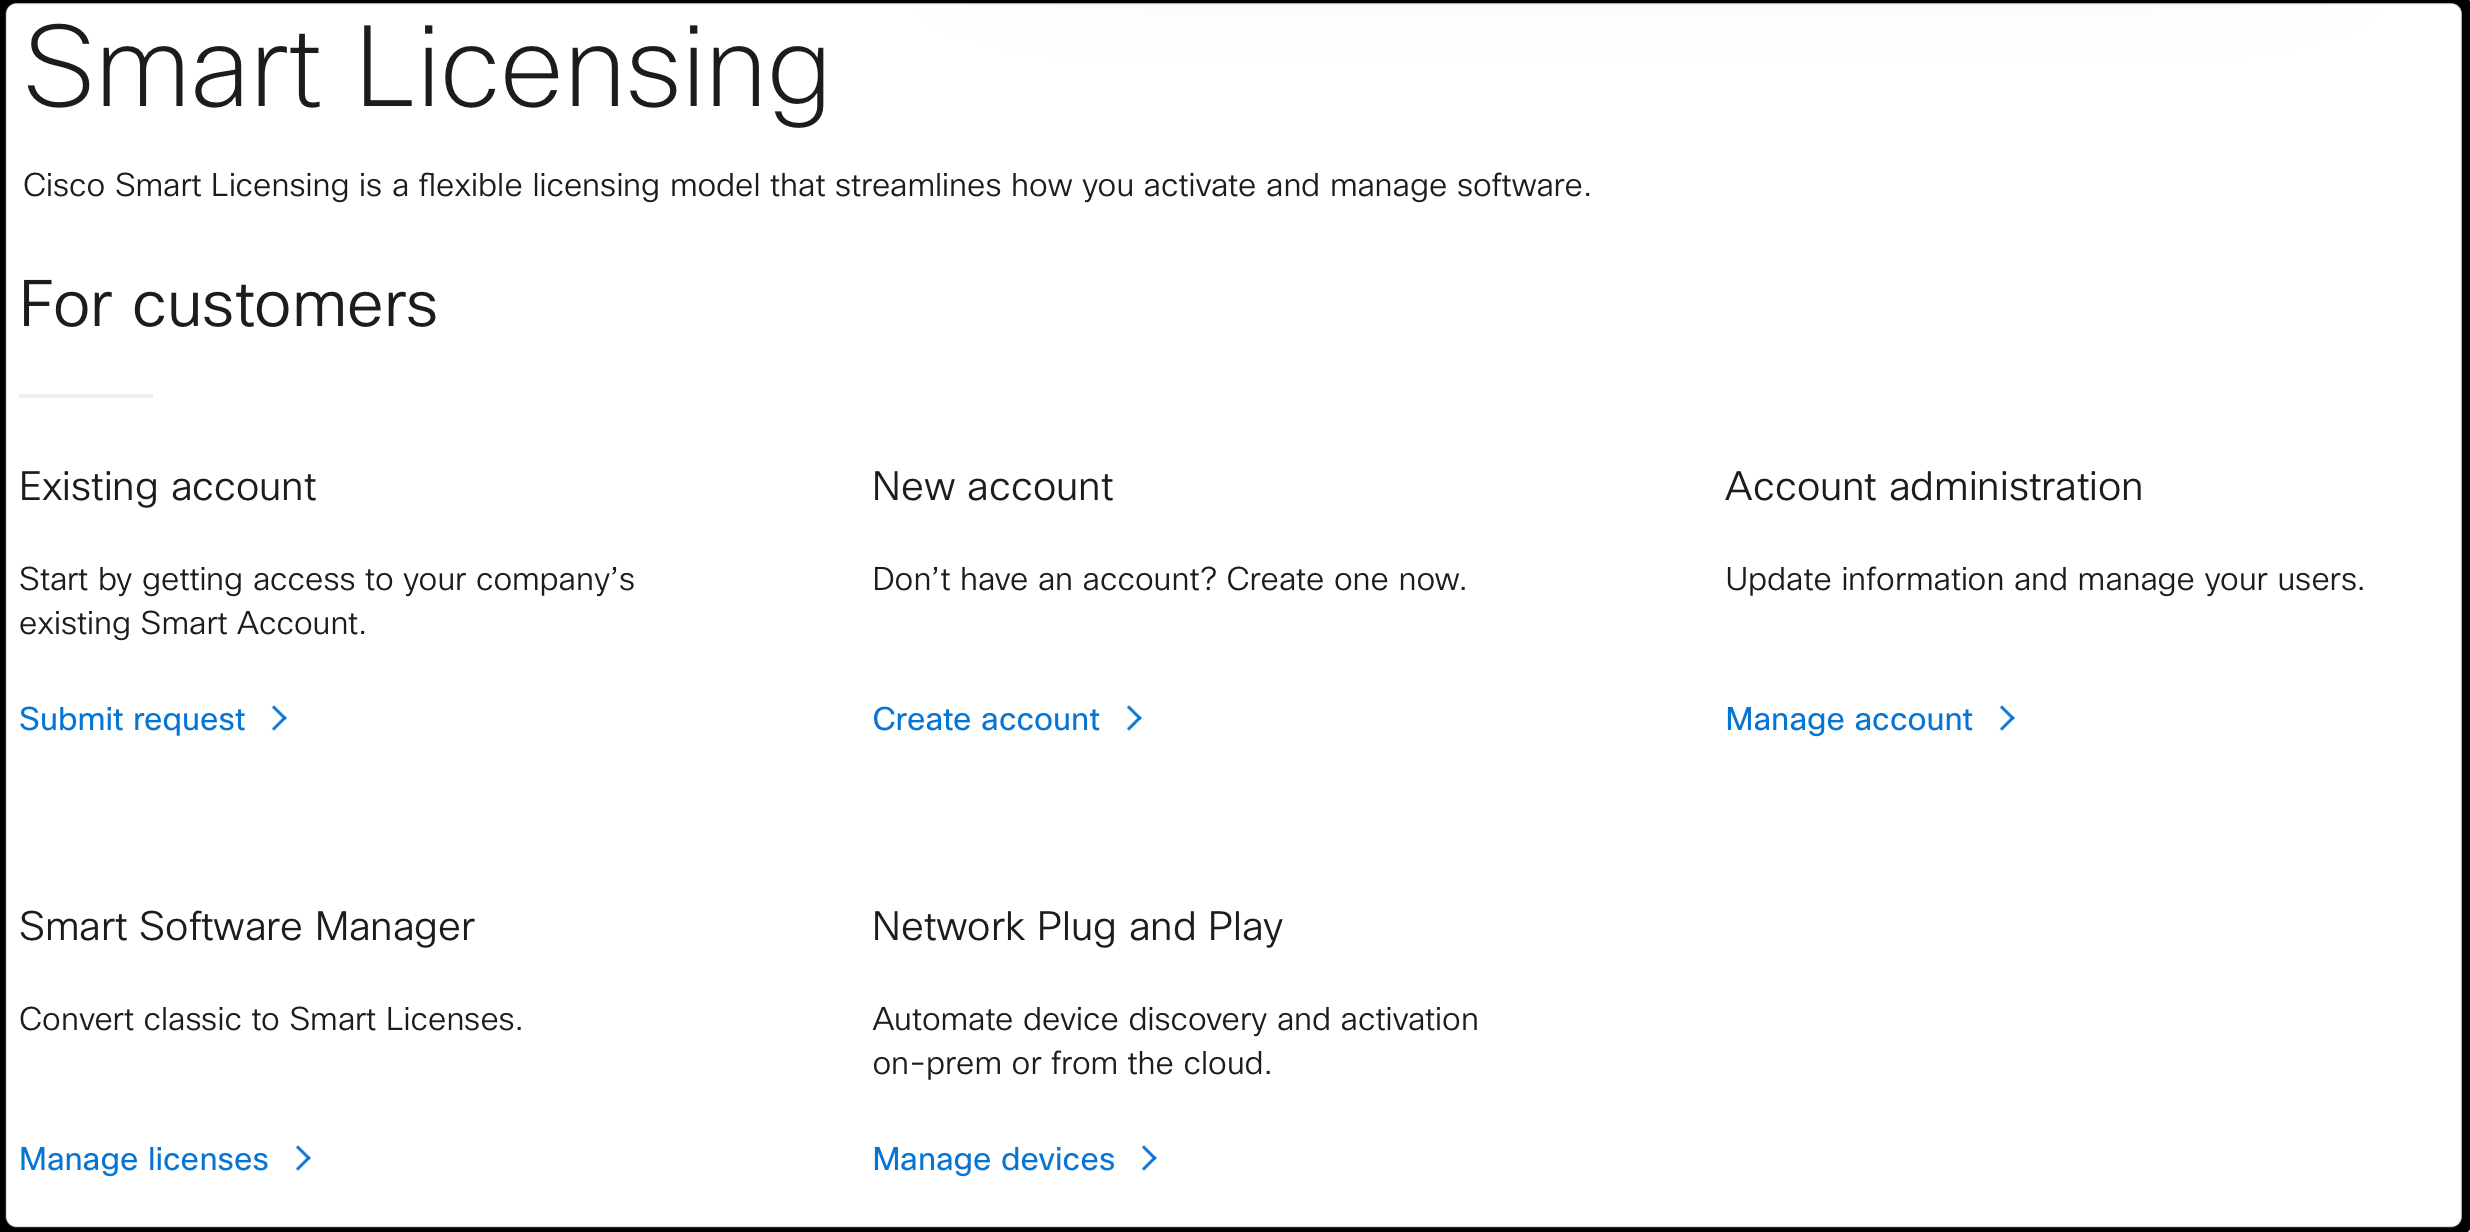 Smart Licensing
Cisco Smart Licensing is a flexible licensing model that streamlines how you activate and manage software.
For customers
Existing account
Start by getting access to your company’s
existing Smart Account.
Submit request
New account
Don’t have an account? Create one now.
Create account
Account administration
Update information and manage your users.
Manage account
Smart Software Manager
Convert classic to Smart Licenses.
Manage licenses
Network Plug and Play
Automate device discovery and activation
on-prem or from the cloud.
Manage devices